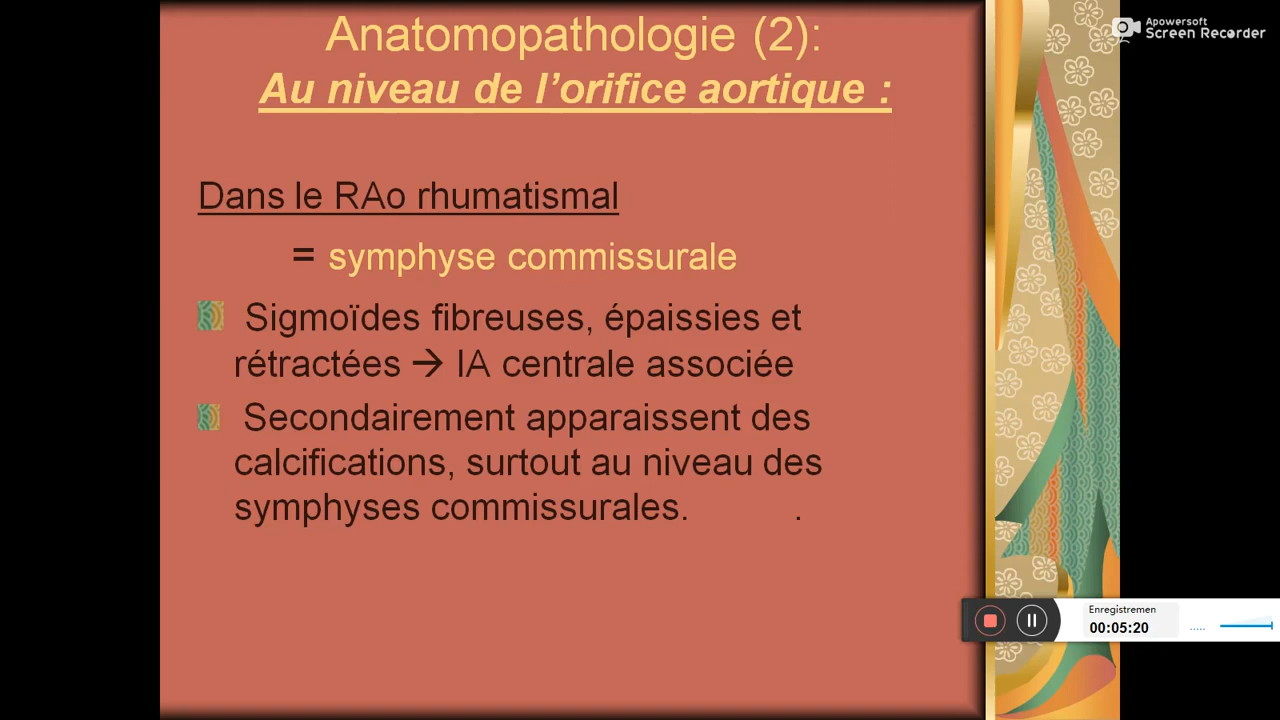 Anatomopathologie (2):
Au niveau de l’orifice aortique :
Apowersoft
Screen Recorder
Dans le RAo rhumatismal
= symphyse commissurale
Sigmoïdes fibreuses, épaissies et
rétractées → IA centrale associée
Secondairement apparaissent des
calcifications, surtout au niveau des
symphyses commissurales. .
Enregistremen
00:05:20
.....